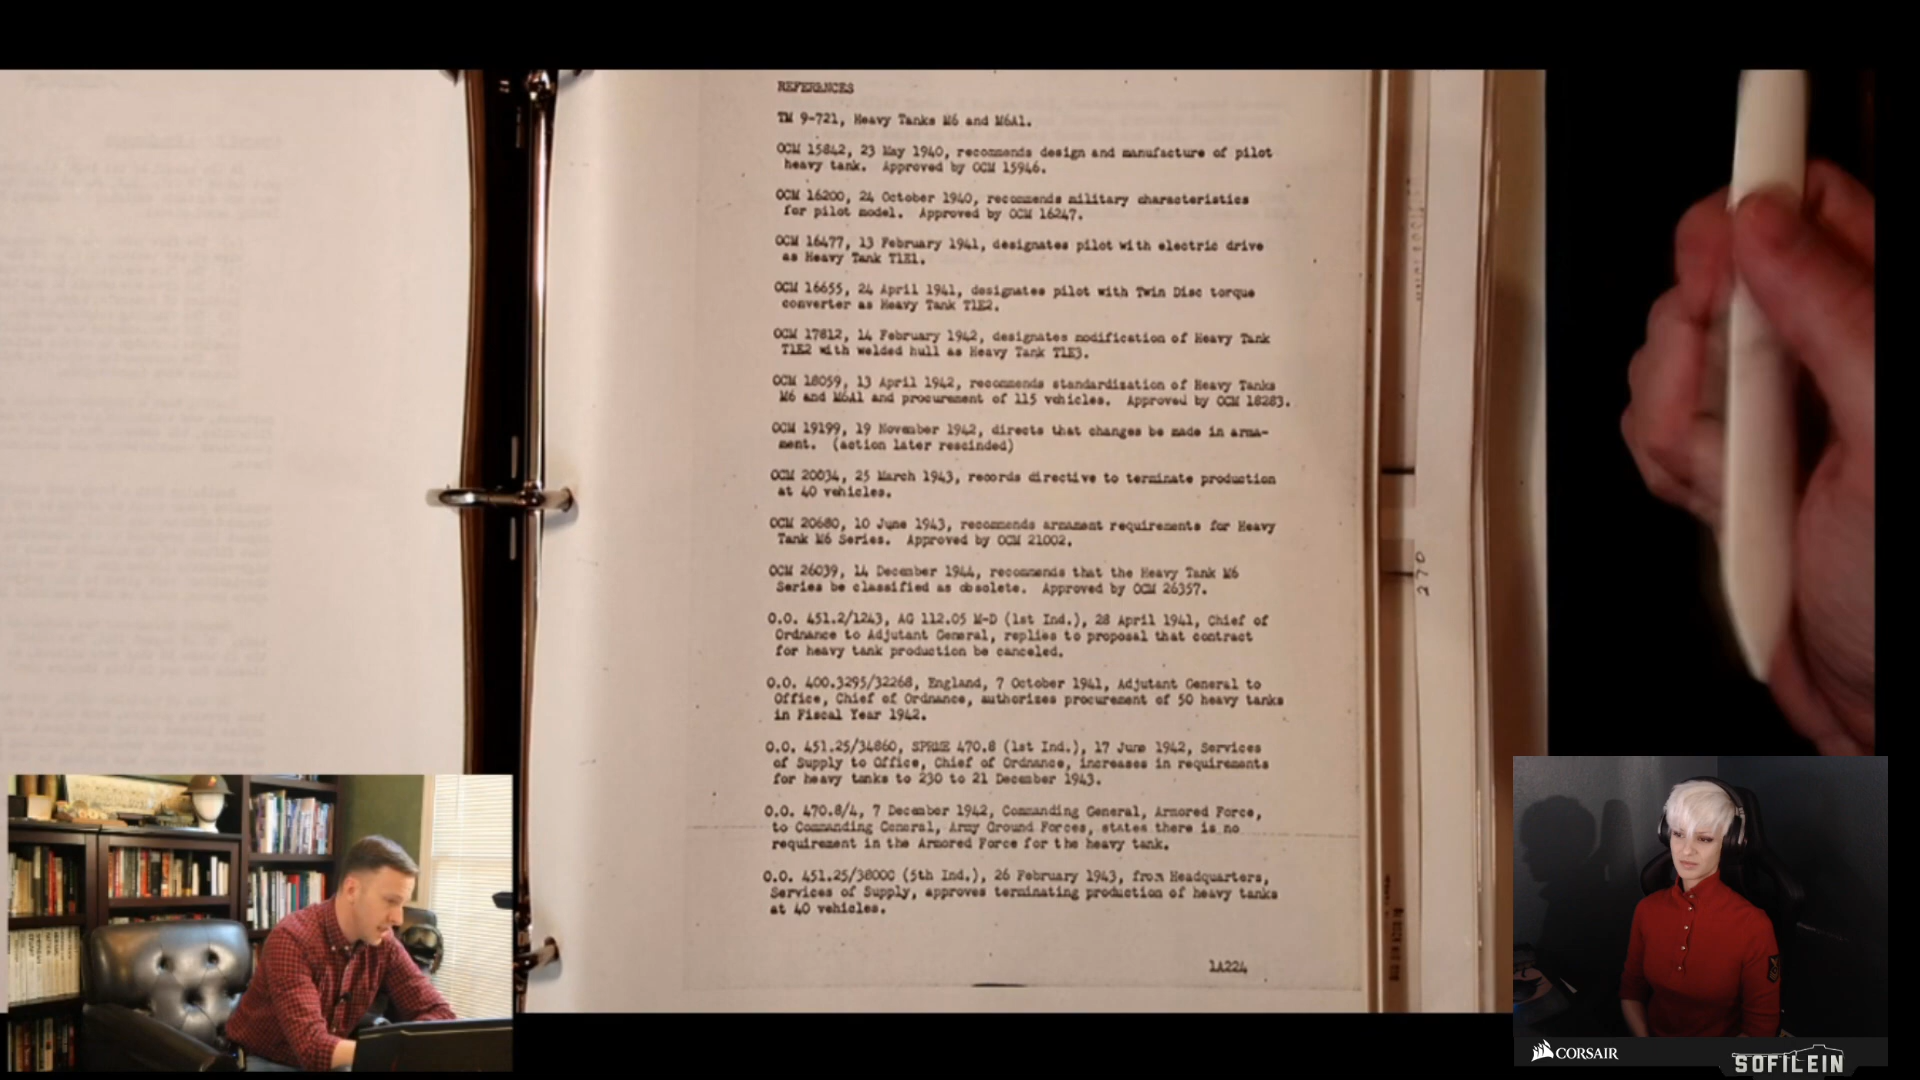 REFERENCES
TM 9-721, Heavy Tanks M6 and M6A1.
OCM 15842, 23 May 1940, recommends design and manufacture of pilot
heavy tank. Approved by OCM 15946.
OCM 16200, 24 October 1940, recommends military characteristics
for pilot model. Approved by OCM 16247.
OCM 16477, 13 February 1941, designates pilot with electric drive
as Heavy Tank T1E1.
OCM 16655, 24 April 1941, designates pilot with Twin Disc torque
converter as Heavy Tank T1E2.
OCM 17812, 14 February 1942, designates modification of Heavy Tank
T1E2 with welded hull as Heavy Tank T1E3.
OCM 18059, 13 April 1942, recommends standardization of Heavy Tanks
M6 and M6A1 and procurement of 115 vehicles. Approved by OCM 18283.
OCM 19199, 19 November 1942, directs that changes be made in arma-
ment. (action later rescinded)
OCM 20034, 25 March 1943, records directive to terminate production
at 40 vehicles.
OCM 20680, 10 June 1943, recommends armament requirements for Heavy
Tank M6 Series. Approved by OCM 21002.
OCM 26039, 14 December 1944, recommends that the Heavy Tank M6
Series be classified as obsolete. Approved by OCM 26357.
O.O. 451.2/1243, AG 112.05 M-D (1st Ind.), 28 April 1941, Chief of
Ordnance to Adjutant General, replies to proposal that contract
for heavy tank production be canceled.
O.O. 400.3295/32268, England, 7 October 1941, Adjutant General to
Office, Chief of Ordnance, authorizes procurement of 50 heavy tanks
in Fiscal Year 1942.
O.O. 451.25/34860, SPRME 470.8 (1st Ind.), 17 June 1942, Services
of Supply to Office, Chief of Ordnance, increases in requirements
for heavy tanks to 230 to 21 December 1943.
O.O. 470.8/4, 7 December 1942, Commanding General, Armored Force,
to Commanding General, Army Ground Forces, states there is no
requirement in the Armored Force for the heavy tank.
O.O. 451.25/38000 (5th Ind.), 26 February 1943, from Headquarters,
Services of Supply, approves terminating production of heavy tanks
at 40 vehicles.
1A224
270
CORSAIR
SOFILEIN